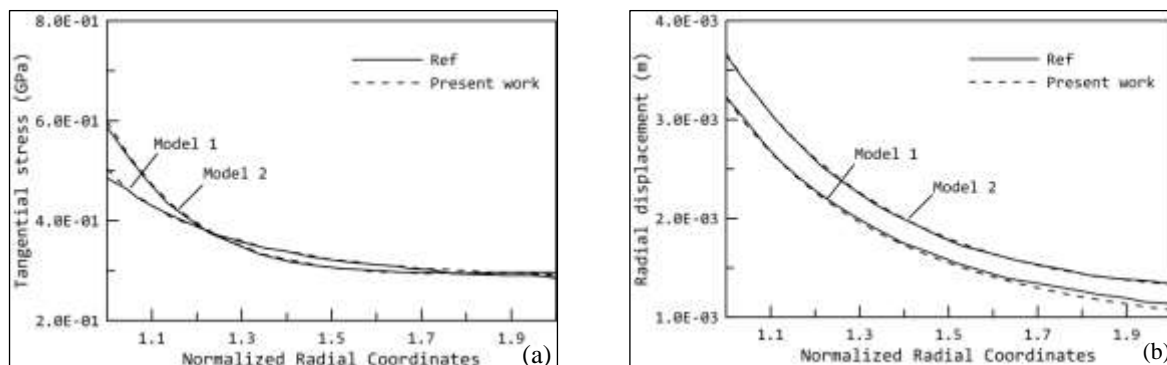 8.0E-01
6.0E-01
4.0E-01
2.0E-01
Tangential stress (GPa)
Ref
Present work
Model 1
Model 2
1.1 1.3 1.5 1.7 1.9
Normalized Radial Coordinates
(a)
4.0E-03
3.0E-03
2.0E-03
1.0E-03
Radial displacement (m)
Ref
Present work
Model 1
Model 2
1.1 1.3 1.5 1.7 1.9
Normalized Radial Coordinates
(b)